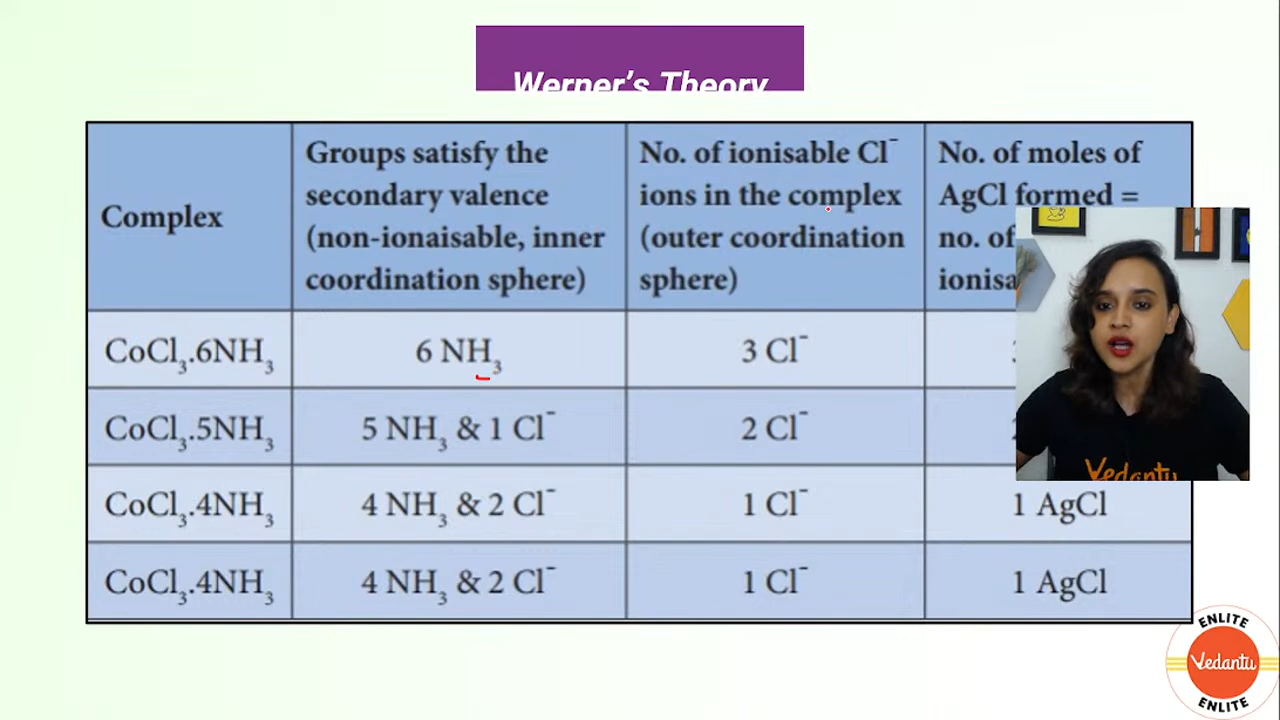 Werner's Theory
Complex
Groups satisfy the
secondary valence
(non-ionaisable, inner
coordination sphere)
No. of ionisable Cl⁻
ions in the complex
(outer coordination
sphere)
No. of moles of
AgCl formed =
no. of
CoCl₃.6NH₃
6 NH₃
3 Cl⁻
CoCl₃.5NH₃
5 NH₃ & 1 Cl⁻
2 Cl⁻
CoCl₃.4NH₃
4 NH₃ & 2 Cl⁻
1 Cl⁻
1 AgCl
CoCl₃.4NH₃
4 NH₃ & 2 Cl⁻
1 Cl⁻
1 AgCl
Vedantu
ENLITE
Vedantu
ENLITE